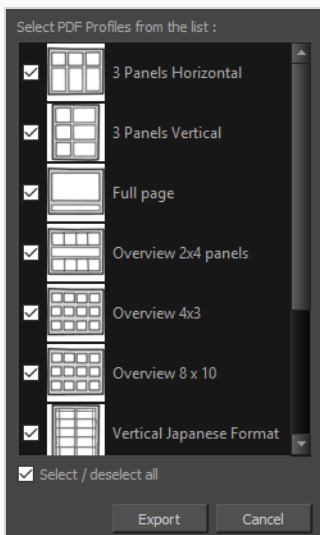 Select PDF Profiles from the list :
3 Panels Horizontal
3 Panels Vertical
Full page
Overview 2x4 panels
Overview 4x3
Overview 8 x 10
Vertical Japanese Format
Select / deselect all
Export Cancel